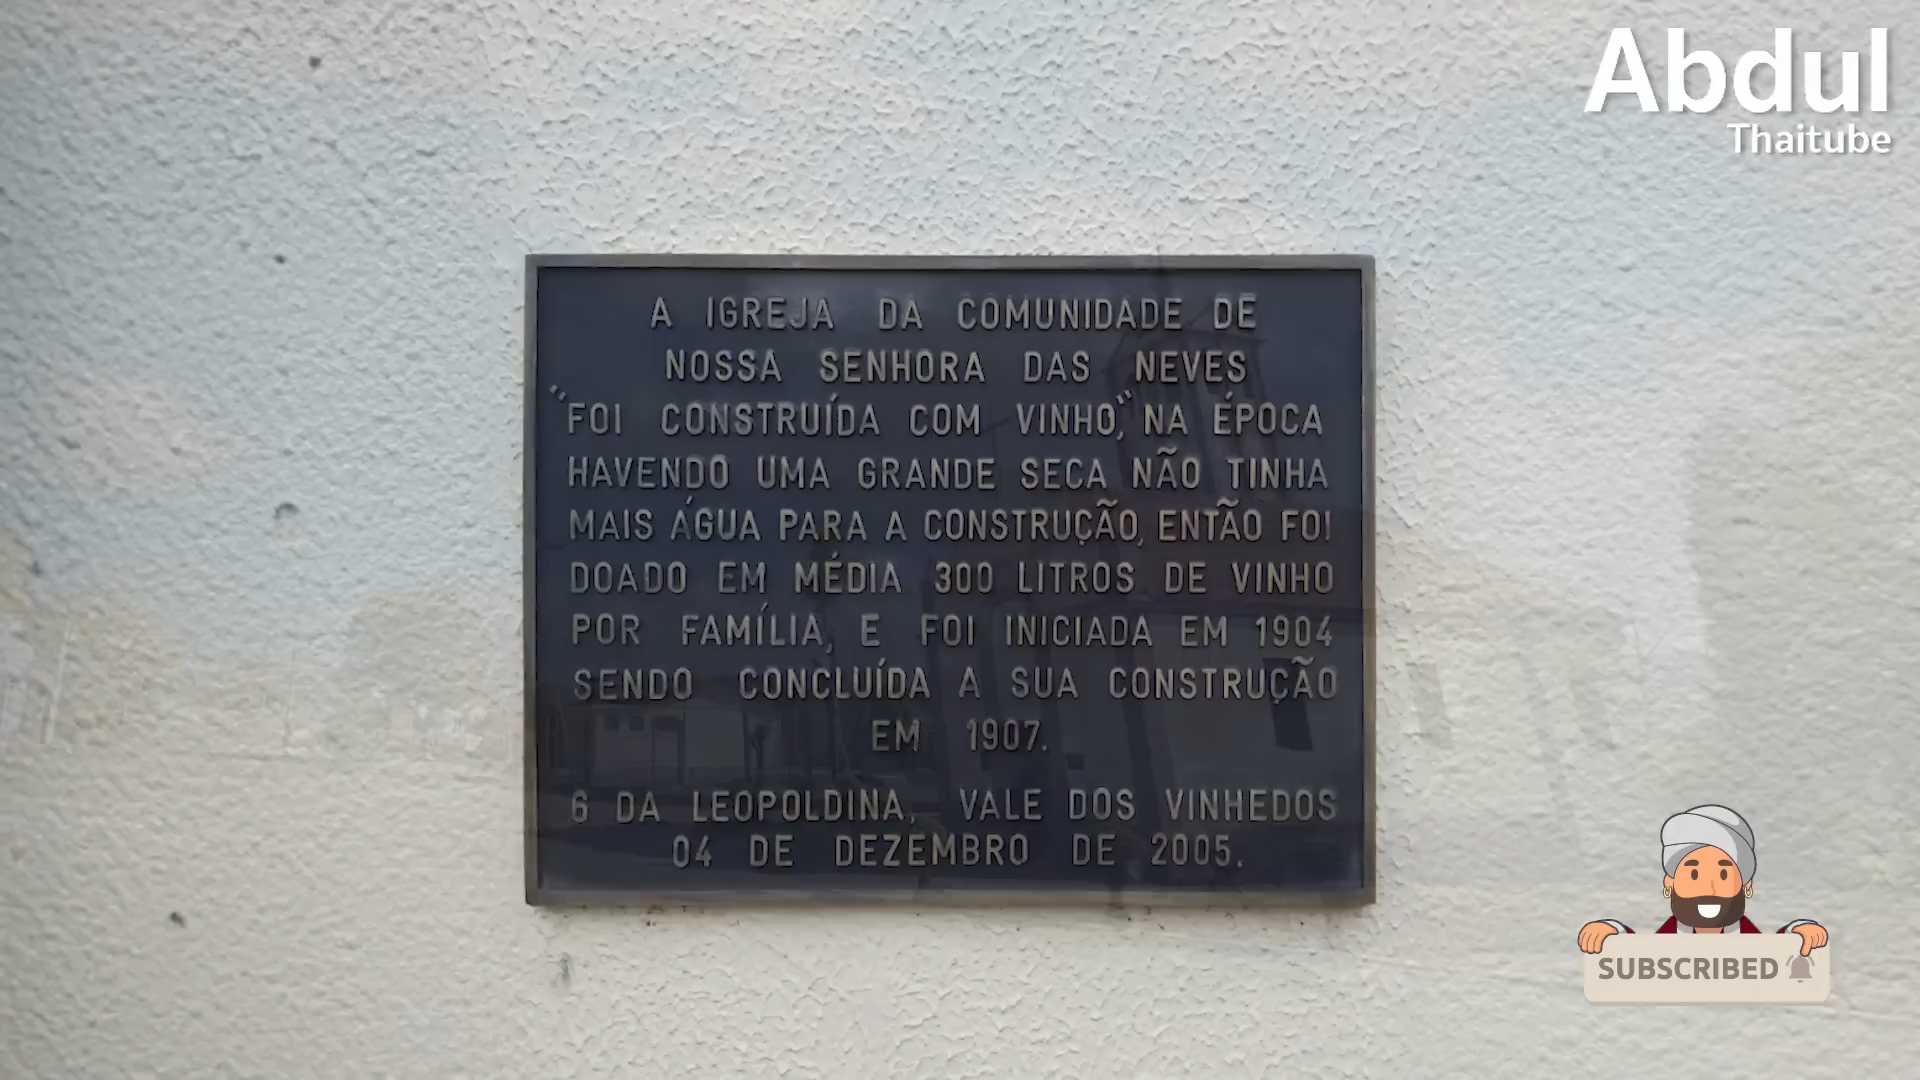 Abdul
Thaitube
A IGREJA DA COMUNIDADE DE
NOSSA SENHORA DAS NEVES
"FOI CONSTRUÍDA COM VINHO," NA ÉPOCA
HAVENDO UMA GRANDE SECA NÃO TINHA
MAIS ÁGUA PARA A CONSTRUÇÃO, ENTÃO FOI
DOADO EM MÉDIA 300 LITROS DE VINHO
POR FAMÍLIA, E FOI INICIADA EM 1904
SENDO CONCLUÍDA A SUA CONSTRUÇÃO
EM 1907.
6 DA LEOPOLDINA, VALE DOS VINHEDOS
04 DE DEZEMBRO DE 2005.
SUBSCRIBED